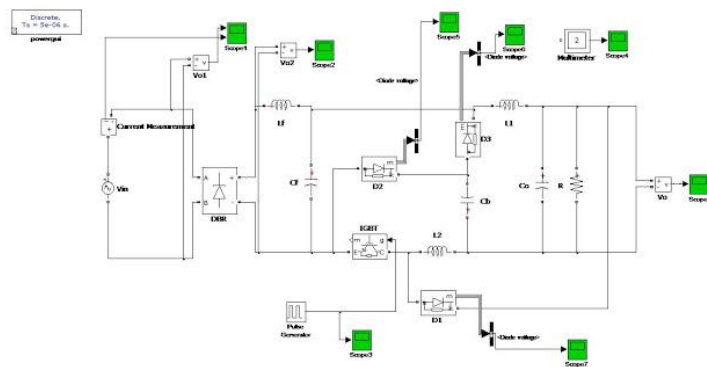 Discrete,
Ts = 5e-06 s.
powergui
Scope1
Vo1
Vo2
Scope2
Scope5
Scope6
<Diode voltage>
<Diode voltage>
2
Multimeter
Scope4
Current Measurement
Lf
L1
D3
D2
Vin
A
B
+
-
DBR
Cf
Cb
Co
R
Vo
Scope
IGBT
m
g
E
C
L2
Pulse
Generator
Scope3
m
D1
<Diode voltage>
Scope7